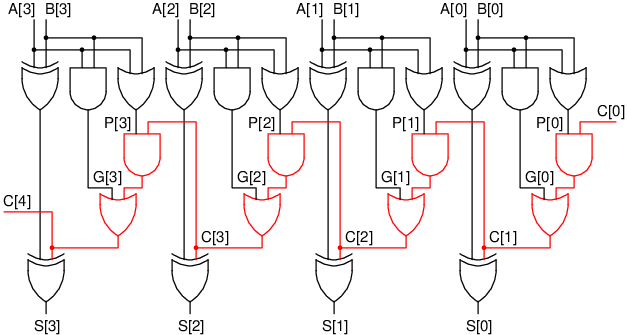 A[3] B[3] A[2] B[2] A[1] B[1] A[0] B[0]
C[0]
P[3] P[2] P[1] P[0]
G[3] G[2] G[1] G[0]
C[4]
C[3] C[2] C[1]
S[3] S[2] S[1] S[0]